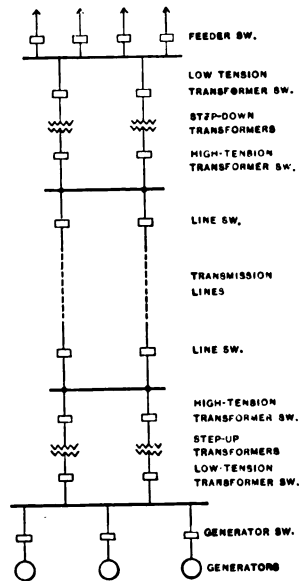 FEEDER SW.
LOW TENSION
TRANSFORMER SW.
STEP-DOWN
TRANSFORMERS
HIGH-TENSION
TRANSFORMER SW.
LINE SW.
TRANSMISSION
LINES
LINE SW.
HIGH-TENSION
TRANSFORMER SW.
STEP-UP
TRANSFORMERS
LOW-TENSION
TRANSFORMER SW.
GENERATOR SW.
GENERATORS